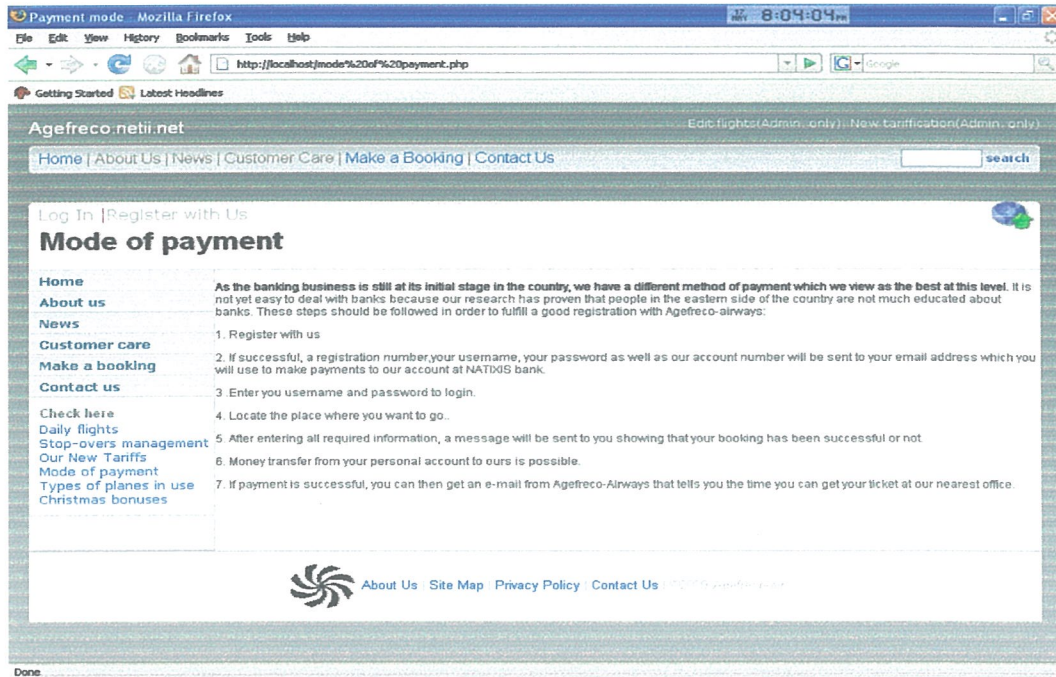 Payment mode - Mozilla Firefox
17 MAY 8:04:04 PM
File Edit View History Bookmarks Tools Help
http://localhost/mode%20of%20payment.php
Google
Getting Started Latest Headlines
Agefreco.netii.net
Edit flights(Admin. only) | New tariffication(Admin. only)
Home | About Us | News | Customer Care | Make a Booking | Contact Us
search
Log In |Register with Us
Mode of payment
Home
About us
News
Customer care
Make a booking
Contact us
Check here
Daily flights
Stop-overs management
Our New Tariffs
Mode of payment
Types of planes in use
Christmas bonuses
As the banking business is still at its initial stage in the country, we have a different method of payment which we view as the best at this level. It is
not yet easy to deal with banks because our research has proven that people in the eastern side of the country are not much educated about
banks. These steps should be followed in order to fulfill a good registration with Agefreco-airways:
1. Register with us
2. If successful, a registration number,your username, your password as well as our account number will be sent to your email address which you
will use to make payments to our account at NATIXIS bank.
3 .Enter you username and password to login.
4. Locate the place where you want to go..
5. After entering all required information, a message will be sent to you showing that your booking has been successful or not.
6. Money transfer from your personal account to ours is possible.
7. If payment is successful, you can then get an e-mail from Agefreco-Airways that tells you the time you can get your ticket at our nearest office.
About Us | Site Map | Privacy Policy | Contact Us |
Done